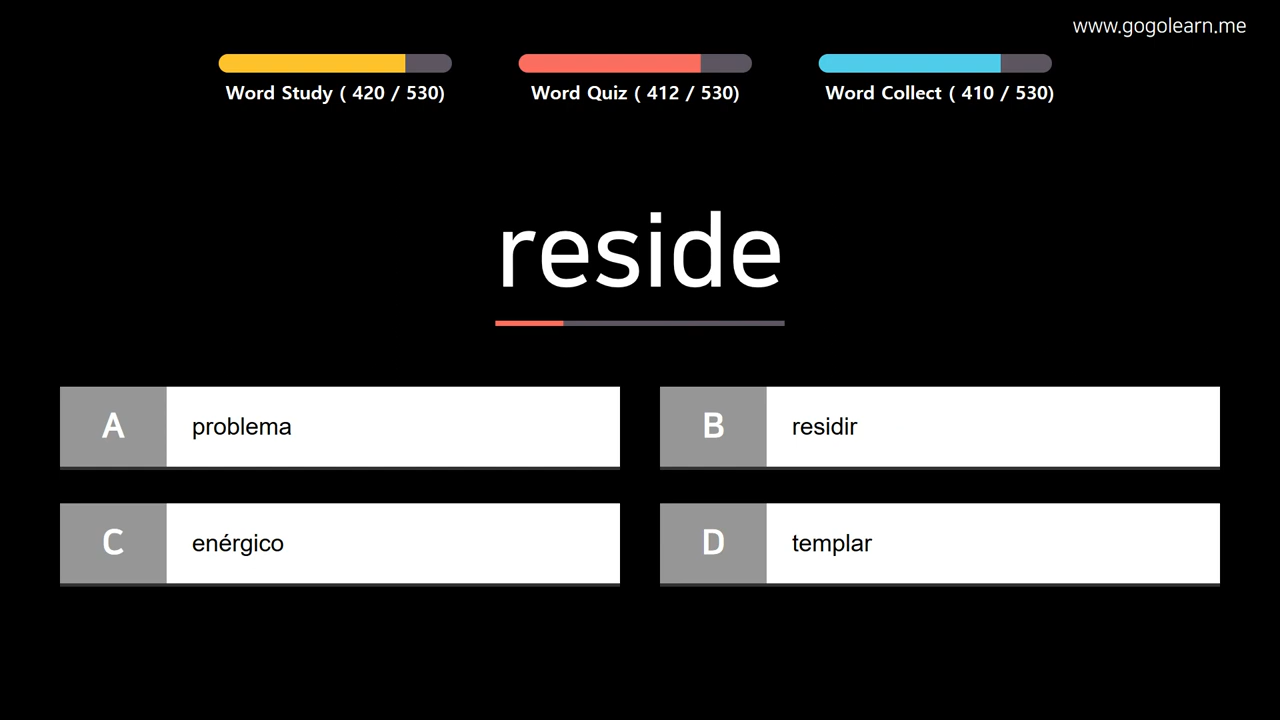 www.gogolearn.me
Word Study ( 420 / 530)
Word Quiz ( 412 / 530)
Word Collect ( 410 / 530)
reside
A problema
B residir
C enérgico
D templar